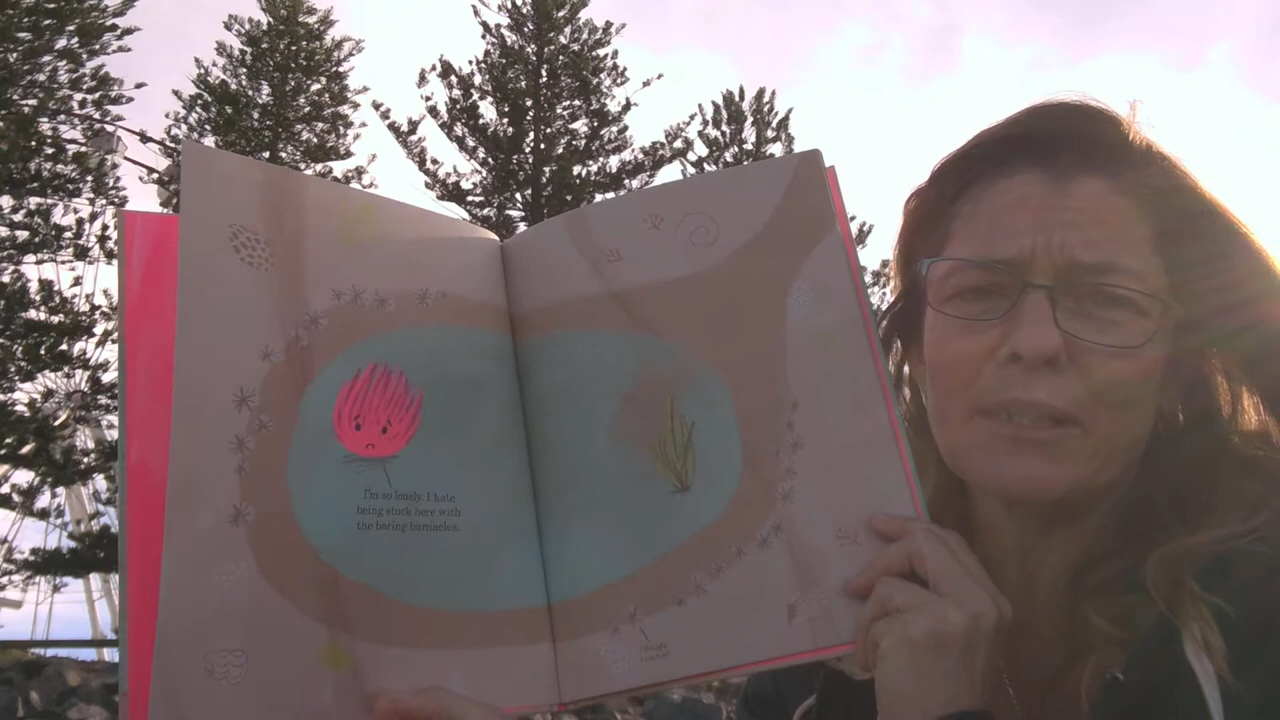 I'm so lonely. I hate
being stuck here with
the boring barnacles.